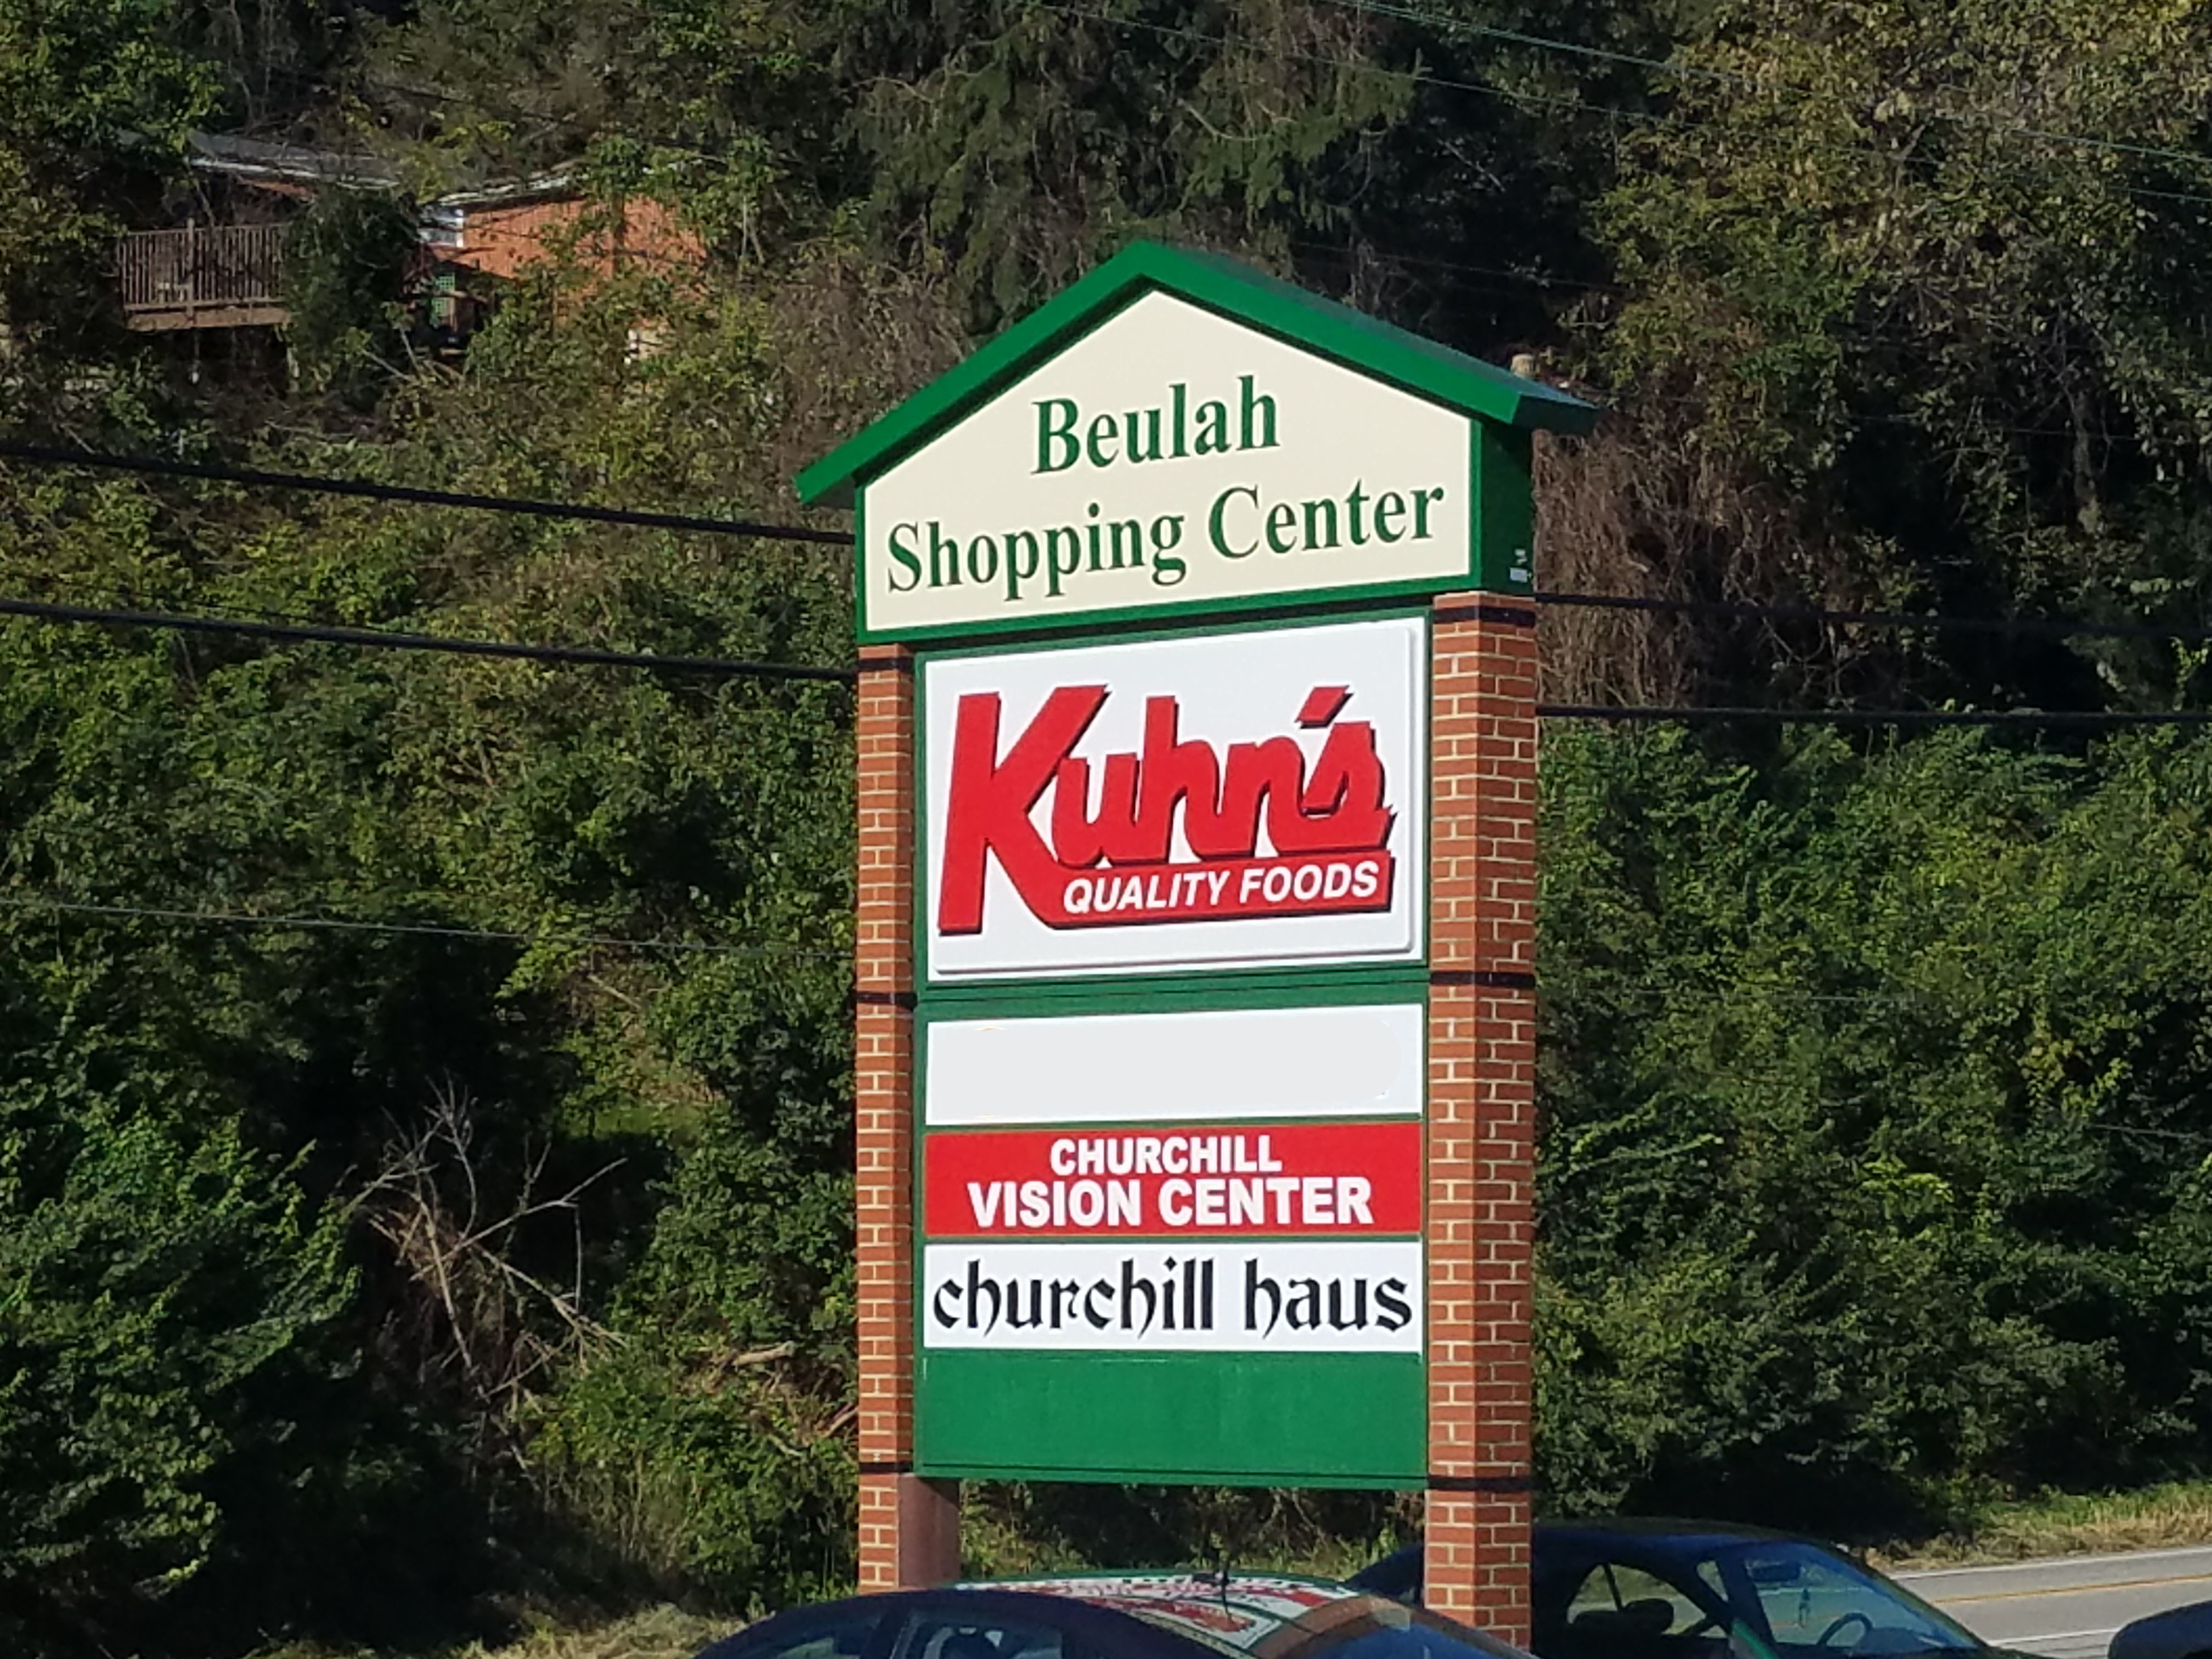 Beulah
Shopping Center
Kuhn's
QUALITY FOODS
CHURCHILL
VISION CENTER
churchill haus